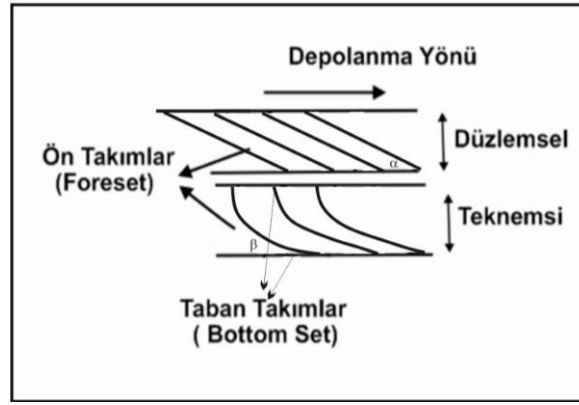 Depolanma Yönü
Ön Takımlar
(Foreset)
α
Düzlemsel
β
Teknemsi
Taban Takımlar
( Bottom Set)